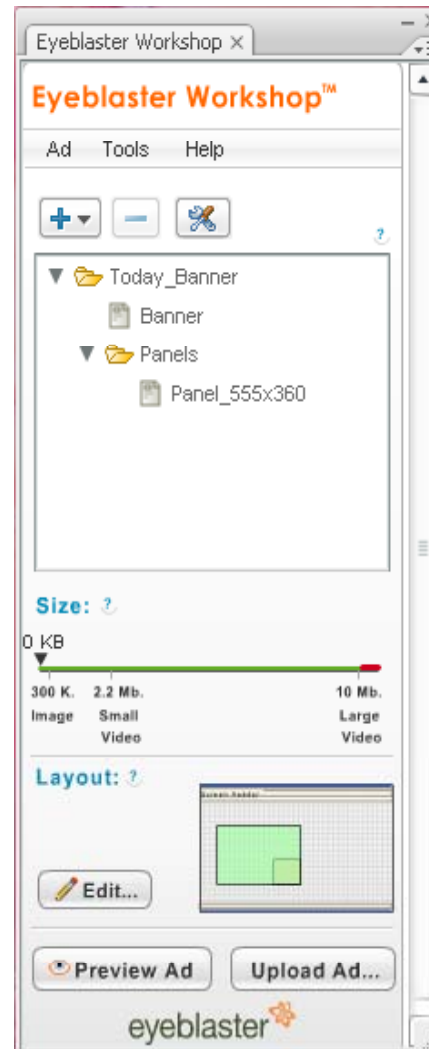 Eyeblaster Workshop
Eyeblaster Workshop™
Ad Tools Help
?
Today_Banner
Banner
Panels
Panel_555x360
Size: ?
0 KB
300 K. 2.2 Mb. 10 Mb.
Image Small Large
Video Video
Layout: ?
Edit...
Preview Ad Upload Ad...
eyeblaster